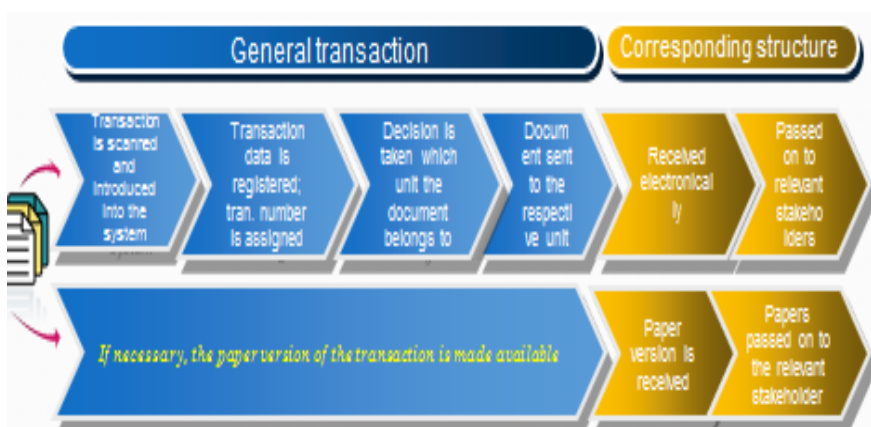 General transaction
Corresponding structure
Transaction
is scanned
and
introduced
into the
system
Transaction
data is
registered;
tran. number
is assigned
Decision is
taken which
unit the
document
belongs to
Docum
ent sent
to the
respecti
ve unit
Received
electronical
ly
Passed
on to
relevant
stakeho
lders
If necessary, the paper version of the transaction is made available
Paper
version is
received
Papers
passed on to
the relevant
stakeholder